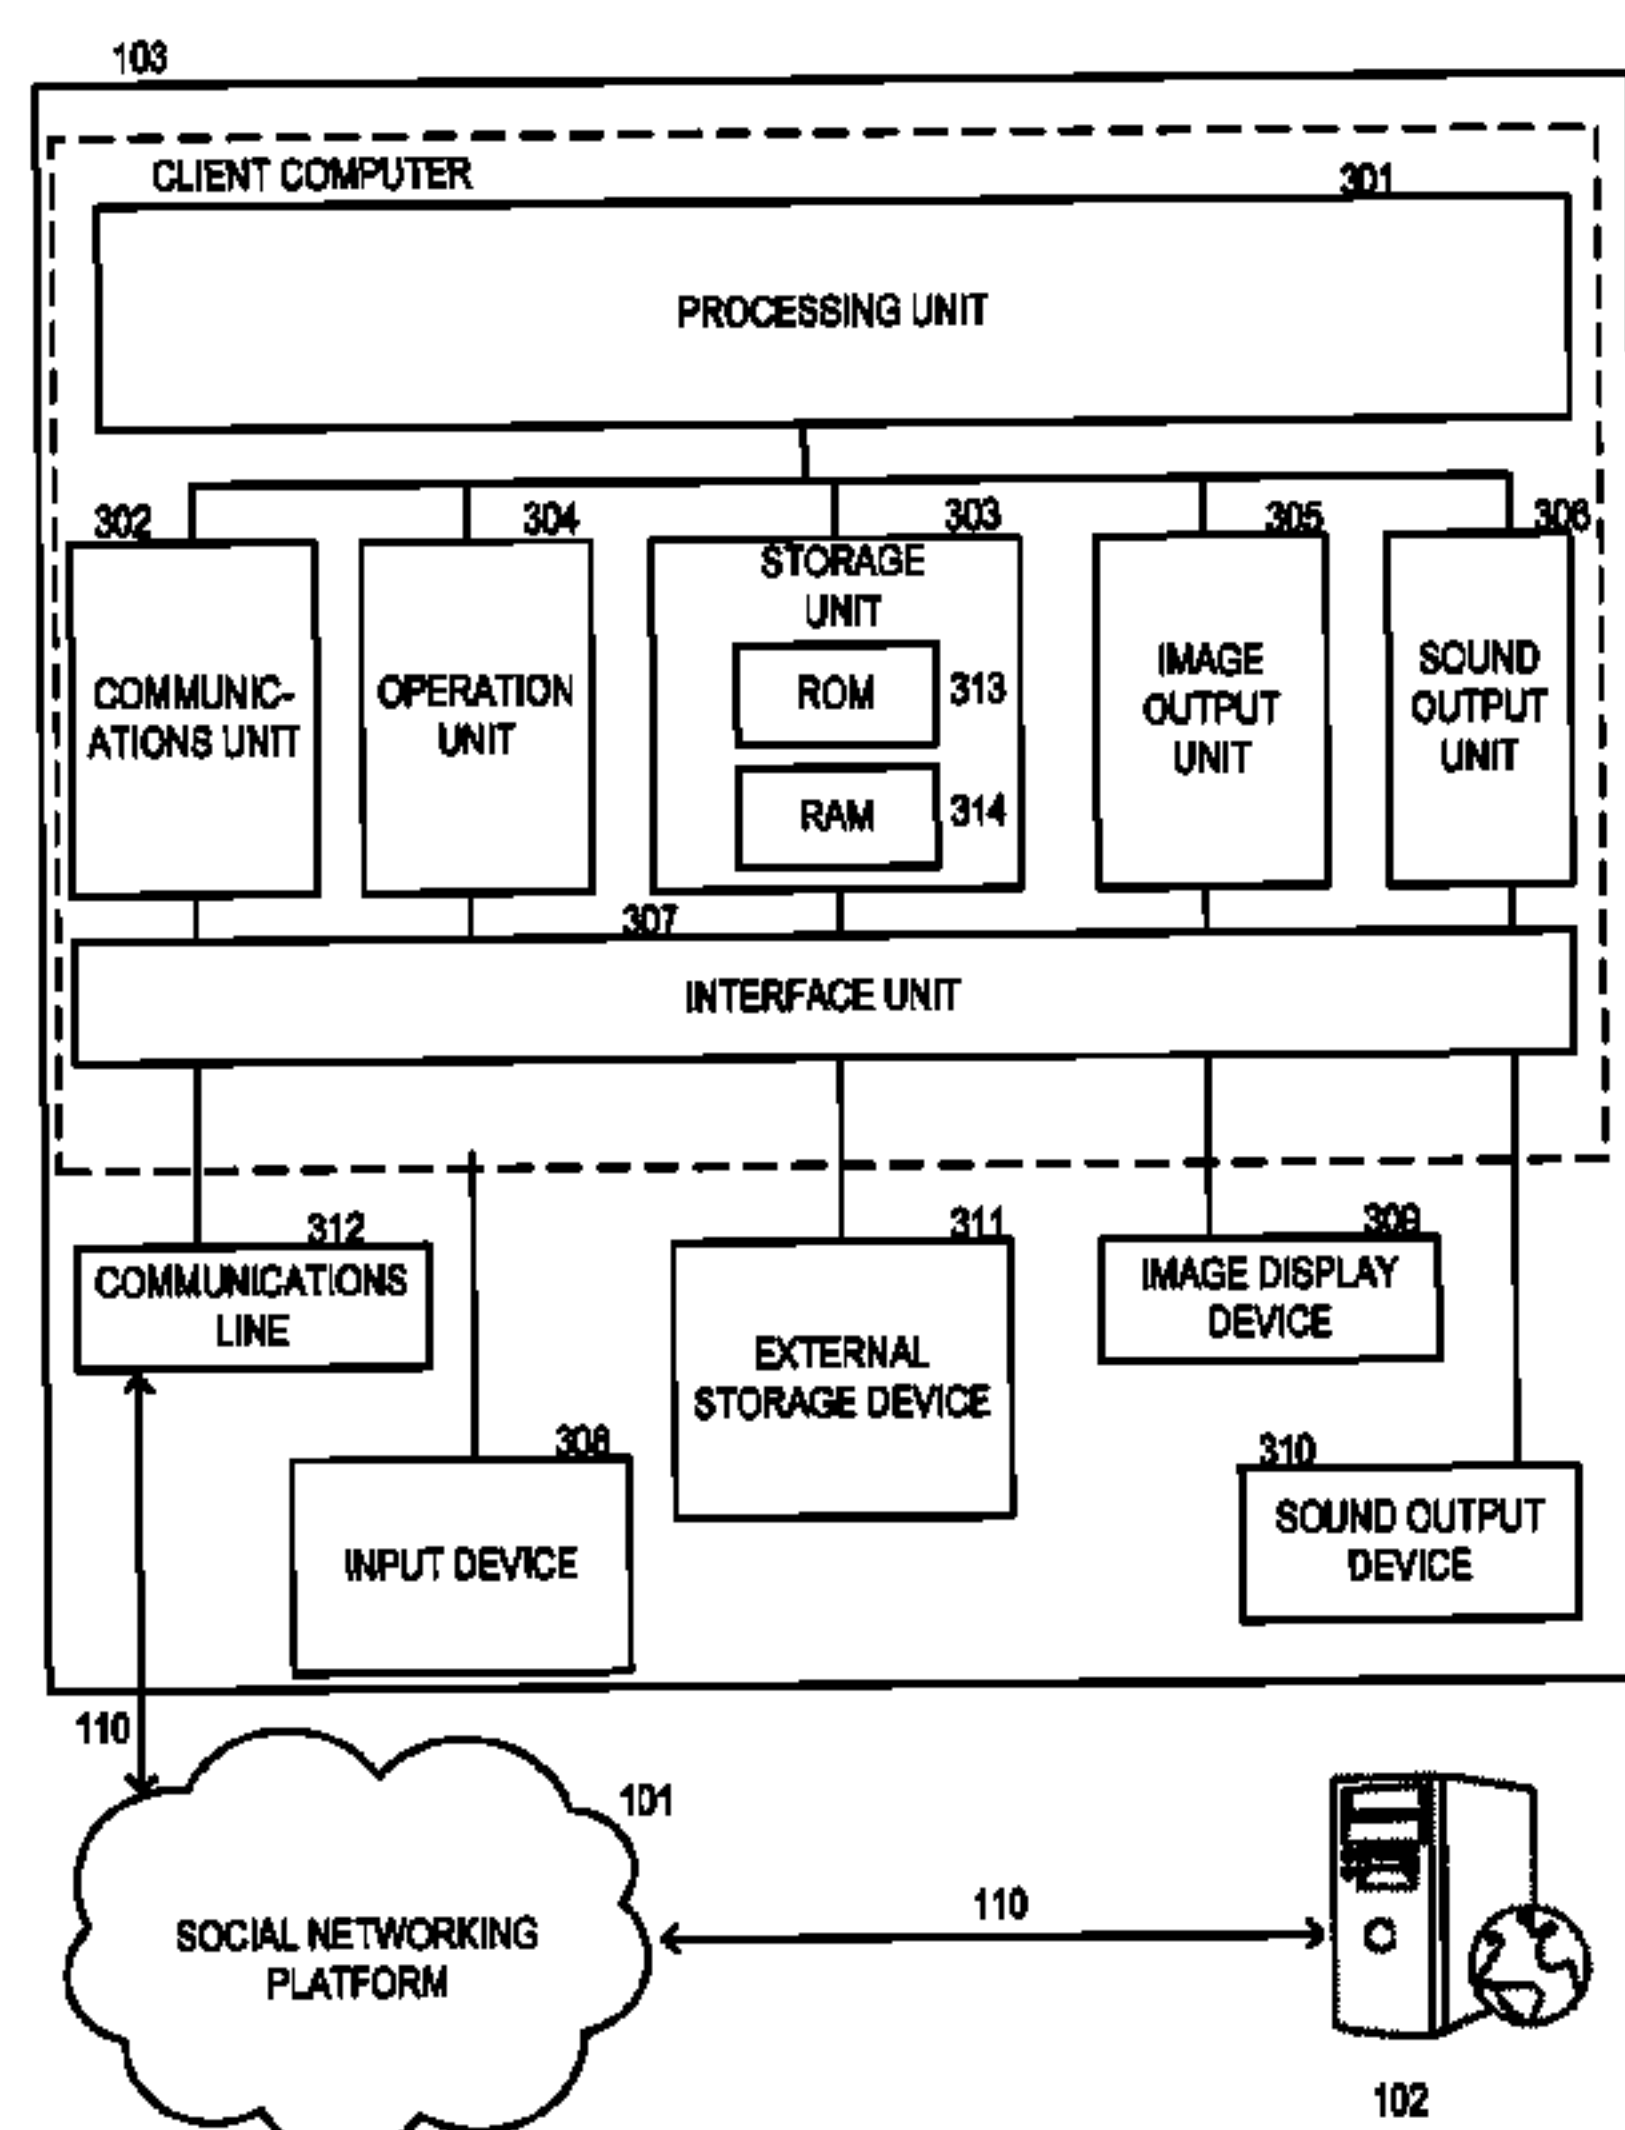 103
CLIENT COMPUTER
301
PROCESSING UNIT
302
304
303
305
306
COMMUNIC-
ATIONS UNIT
OPERATION
UNIT
STORAGE
UNIT
ROM
313
RAM
314
IMAGE
OUTPUT
UNIT
SOUND
OUTPUT
UNIT
307
INTERFACE UNIT
312
COMMUNICATIONS
LINE
311
EXTERNAL
STORAGE DEVICE
309
IMAGE DISPLAY
DEVICE
308
INPUT DEVICE
310
SOUND OUTPUT
DEVICE
110
101
SOCIAL NETWORKING
PLATFORM
110
102